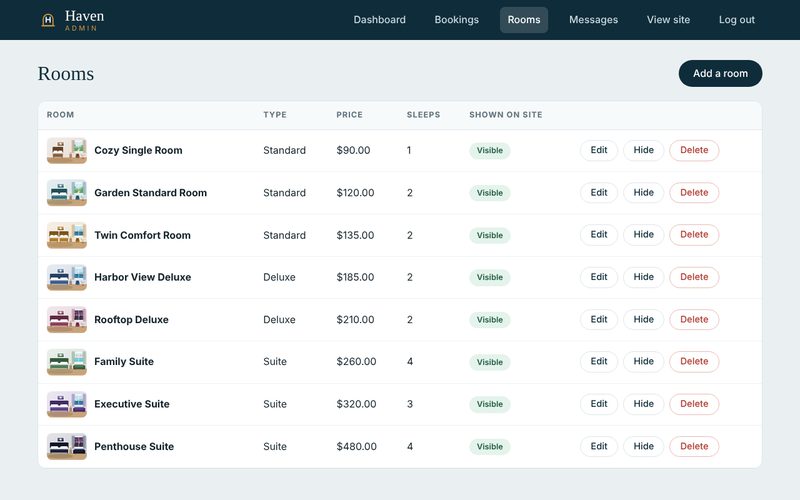 Haven
ADMIN
Dashboard Bookings Rooms Messages View site Log out
Rooms
Add a room
ROOM TYPE PRICE SLEEPS SHOWN ON SITE
Cozy Single Room Standard $90.00 1 Visible Edit Hide Delete
Garden Standard Room Standard $120.00 2 Visible Edit Hide Delete
Twin Comfort Room Standard $135.00 2 Visible Edit Hide Delete
Harbor View Deluxe Deluxe $185.00 2 Visible Edit Hide Delete
Rooftop Deluxe Deluxe $210.00 2 Visible Edit Hide Delete
Family Suite Suite $260.00 4 Visible Edit Hide Delete
Executive Suite Suite $320.00 3 Visible Edit Hide Delete
Penthouse Suite Suite $480.00 4 Visible Edit Hide Delete